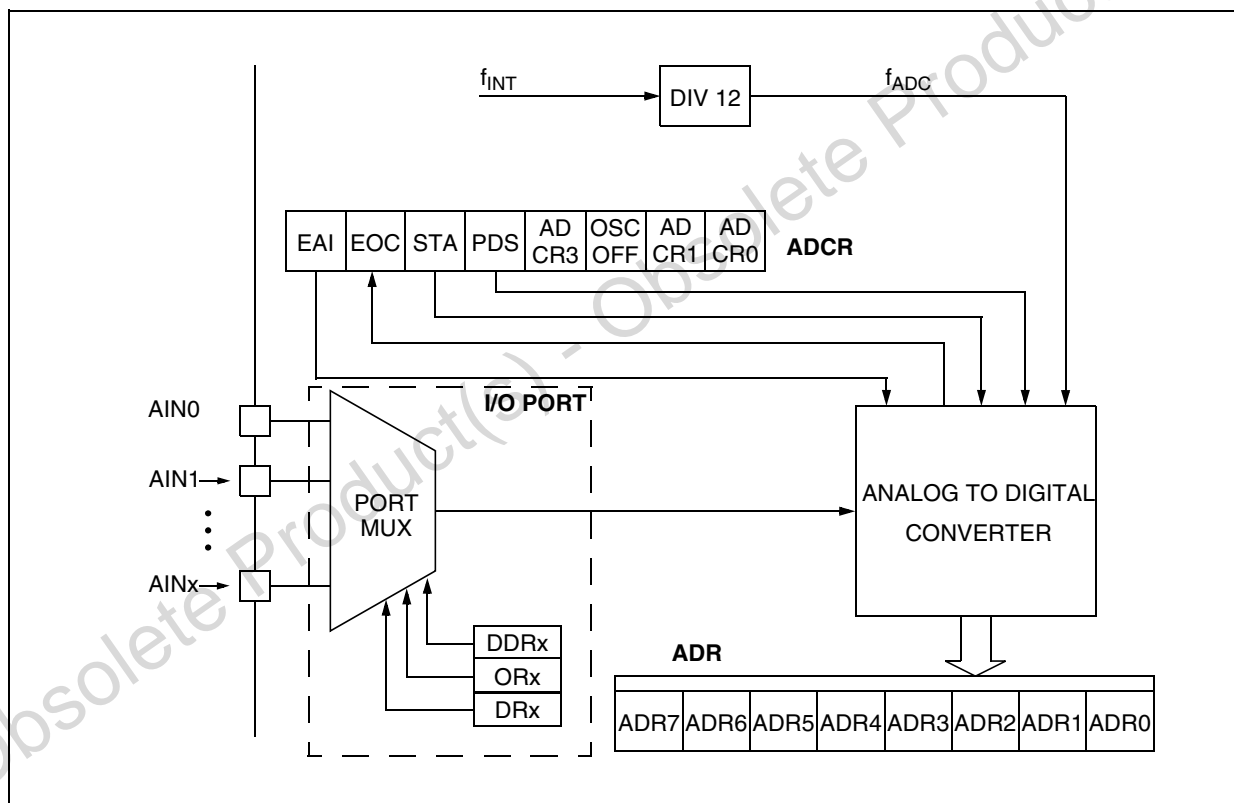 fINT
DIV 12
fADC
EAI EOC STA PDS AD CR3 OSC OFF AD CR1 AD CR0
ADCR
I/O PORT
AIN0
AIN1
AINx
PORT
MUX
ANALOG TO DIGITAL
CONVERTER
DDRx
ORx
DRx
ADR
ADR7 ADR6 ADR5 ADR4 ADR3 ADR2 ADR1 ADR0
Obsolete Product(s) - Obsolete Product